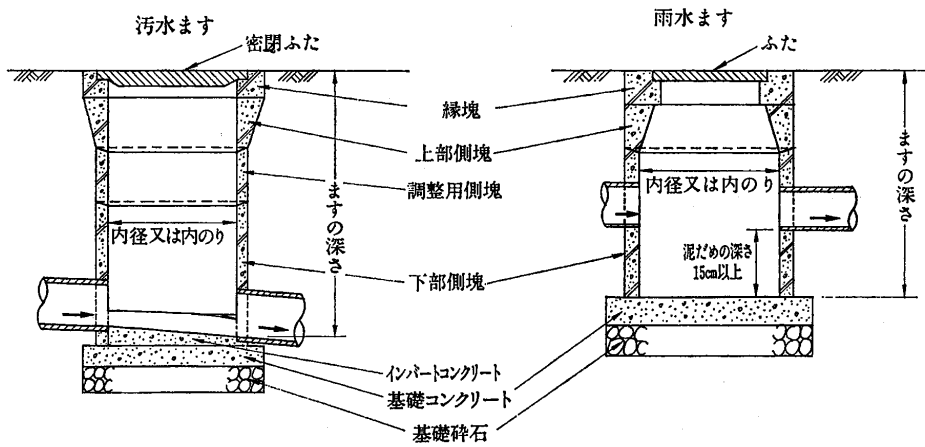 汚水ます
雨水ます
密閉ふた
ふた
縁塊
上部側塊
調整用側塊
下部側塊
内径又は内のり
ますの深さ
内径又は内のり
ますの深さ
泥だめの深さ
15cm以上
インバートコンクリート
基礎コンクリート
基礎砕石